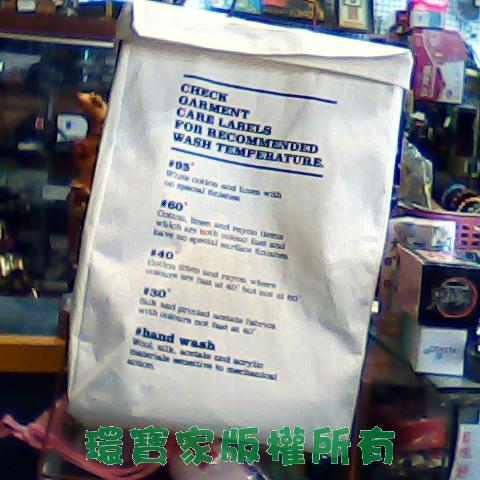 CHECK
GARMENT
CARE LABELS
FOR RECOMMENDED
WASH TEMPERATURE.
#95°
White cotton and linen with
no special finishes
#60°
Cotton, linen and rayon items
which are both colour fast and
have no special surface finishes
#40°
Cotton linen and rayon where
colours are fast at 40° but not at 60°
#30°
Silk and printed acetate fabrics
with colours not fast at 40°
#hand wash
Wool, silk, acetate and acrylic
materials sensitive to mechanical
action
環寶家版權所有